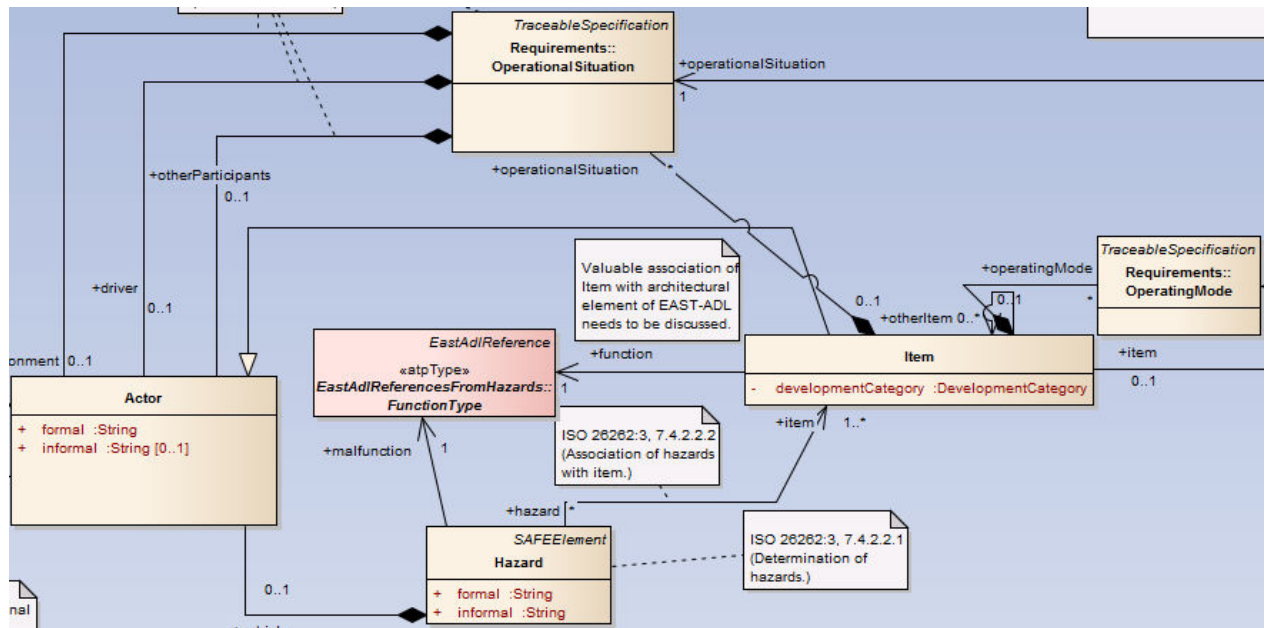 TraceableSpecification
Requirements::
OperationalSituation
+operationalSituation
1
+otherParticipants
0..1
+operationalSituation
*
Valuable association of
Item with architectural
element of EAST-ADL
needs to be discussed.
TraceableSpecification
Requirements::
OperatingMode
+operatingMode
*
+driver
0..1
0..1
0..1
+otherItem 0..*
onment 0..1
EastAdlReference
«atpType»
EastAdlReferencesFromHazards::
FunctionType
+function
1
Item
- developmentCategory :DevelopmentCategory
+item
0..1
Actor
+ formal :String
+ informal :String [0..1]
+item
1..*
ISO 26262:3, 7.4.2.2.2
(Association of hazards
with item.)
+malfunction
1
+hazard
*
SAFEElement
Hazard
+ formal :String
+ informal :String
ISO 26262:3, 7.4.2.2.1
(Determination of
hazards.)
0..1
nal